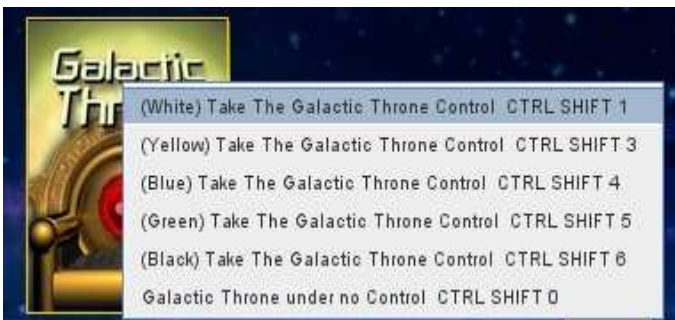 Galactic
Thr
(White) Take The Galactic Throne Control CTRL SHIFT 1
(Yellow) Take The Galactic Throne Control CTRL SHIFT 3
(Blue) Take The Galactic Throne Control CTRL SHIFT 4
(Green) Take The Galactic Throne Control CTRL SHIFT 5
(Black) Take The Galactic Throne Control CTRL SHIFT 6
Galactic Throne under no Control CTRL SHIFT 0